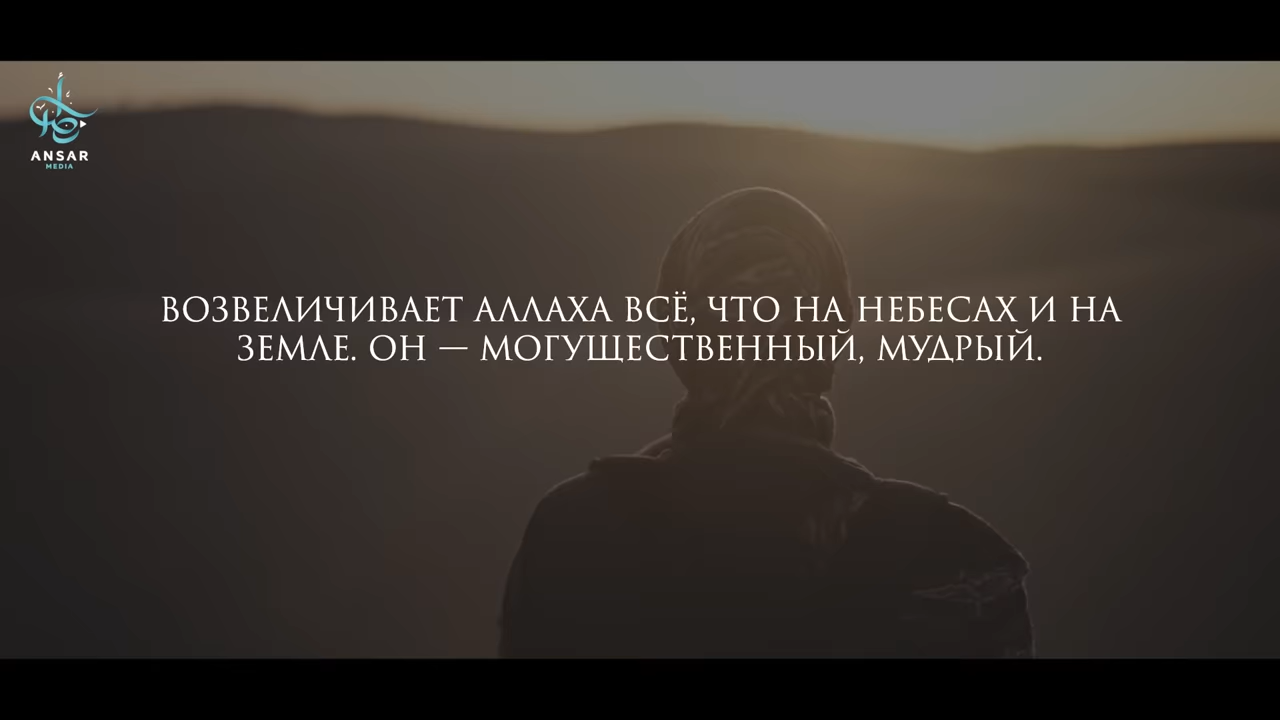 ANSAR
MEDIA
ВОЗВЕЛИЧИВАЕТ АЛЛАХА ВСЁ, ЧТО НА НЕБЕСАХ И НА
ЗЕМЛЕ. ОН — МОГУЩЕСТВЕННЫЙ, МУДРЫЙ.